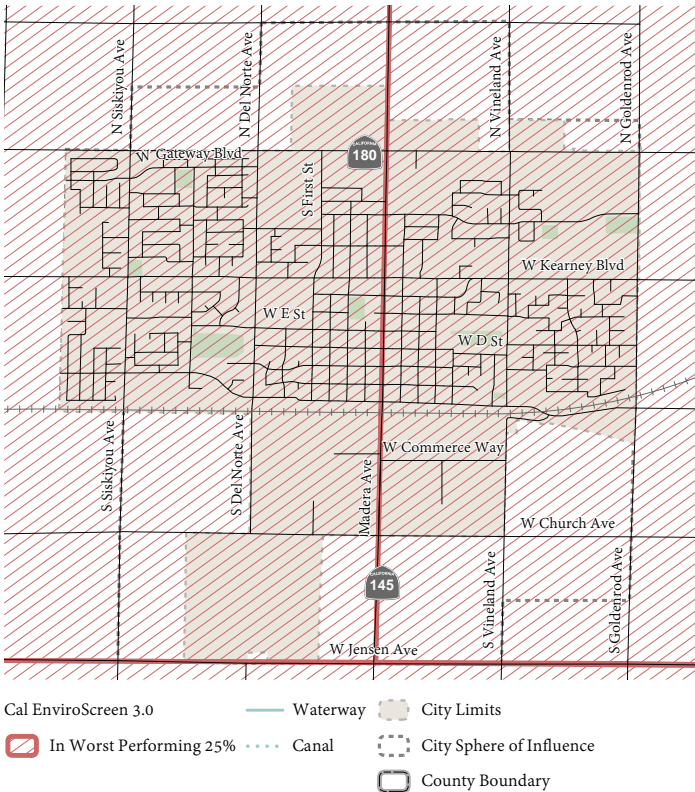 N Siskiyou Ave
N Del Norte Ave
N Vineland Ave
N Goldenrod Ave
W Gateway Blvd
CALIFORNIA
180
S First St
W Kearney Blvd
W E St
W D St
S Siskiyou Ave
S Del Norte Ave
Madera Ave
W Commerce Way
W Church Ave
CALIFORNIA
145
S Vineland Ave
S Goldenrod Ave
W Jensen Ave
Cal EnviroScreen 3.0
In Worst Performing 25%
Waterway
Canal
City Limits
City Sphere of Influence
County Boundary